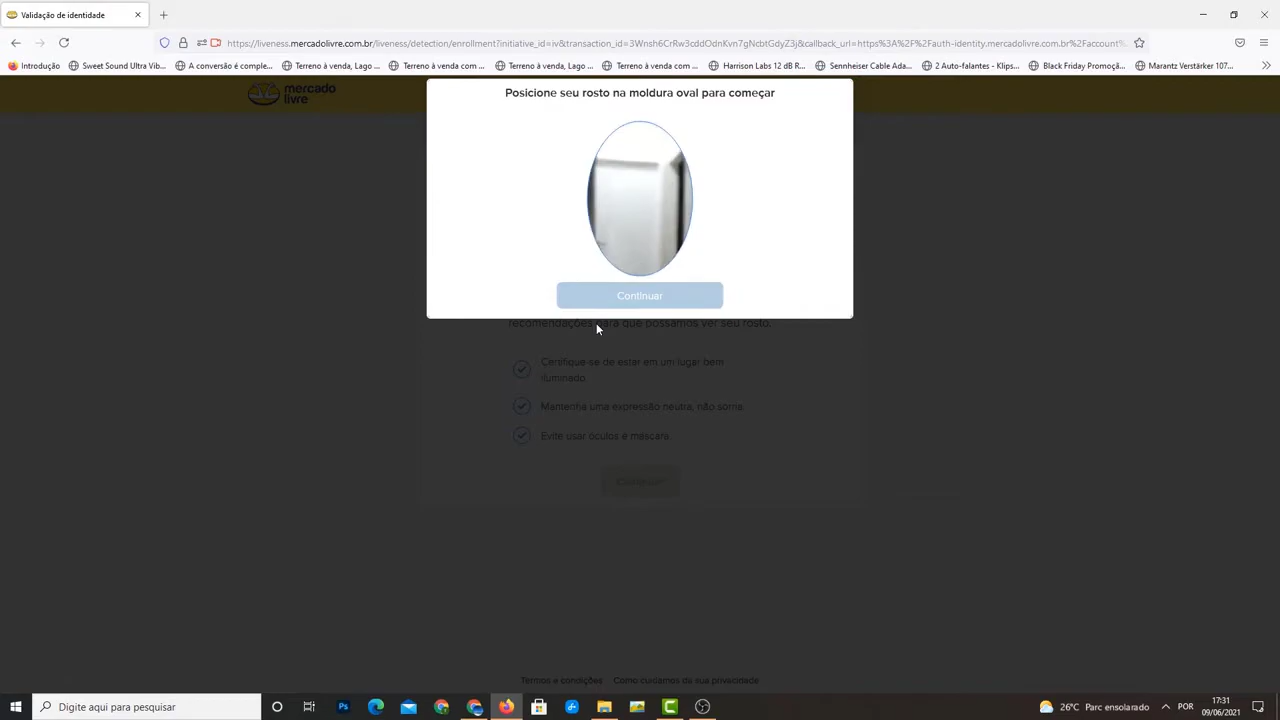 Validação de identidade
https://liveness.mercadolivre.com.br/liveness/detection/enrollment?initiative_id=iv&transaction_id=3Wnsh6CrRw3cddOdnKvn7gNcbtGdyZ3j&callback_url=https%3A%2F%2Fauth-identity.mercadolivre.com.br%2Faccount%
Introdução
Sweet Sound Ultra Vib...
A conversão é comple...
Terreno à venda, Lago ...
Terreno à venda com ...
Terreno à venda, Lago ...
Terreno à venda com ...
Harrison Labs 12 dB R...
Sennheiser Cable Ada...
2 Auto-falantes - Klips...
Black Friday Promoçã...
Marantz Verstärker 107...
mercado
livre
Posicione seu rosto na moldura oval para começar
Continuar
recomendações para que possamos ver seu rosto.
Certifique-se de estar em um lugar bem
iluminado.
Mantenha uma expressão neutra, não sorria.
Evite usar óculos e máscara.
Termos e condições
Como cuidamos da sua privacidade
Digite aqui para pesquisar
26°C Parc ensolarado
POR
17:31
09/06/2021